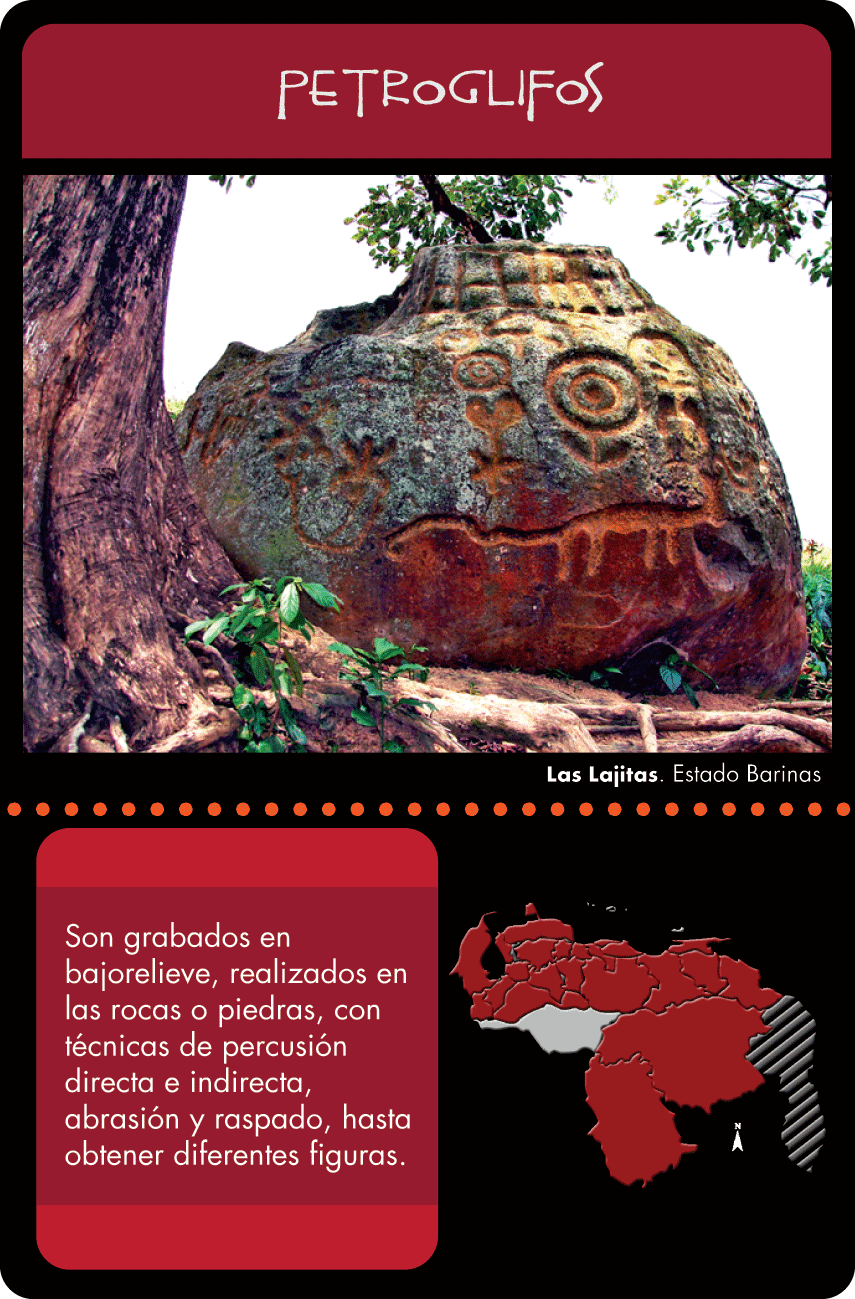 PETROGLIFOS
Las Lajitas. Estado Barinas
Son grabados en
bajorelieve, realizados en
las rocas o piedras, con
técnicas de percusión
directa e indirecta,
abrasión y raspado, hasta
obtener diferentes figuras.
N